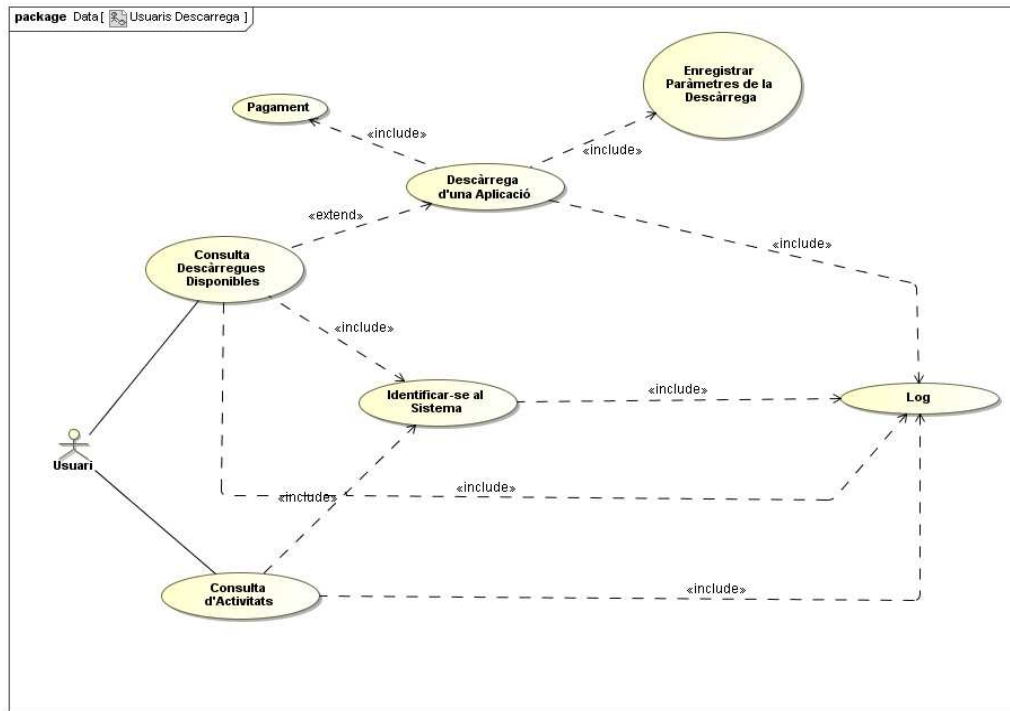 package Data [ Usuaris Descarrega ]
Enregistrar
Paràmetres de la
Descàrrega
Pagament
«include»
«include»
Descàrrega
d'una Aplicació
«extend»
«include»
Consulta
Descàrregues
Disponibles
«include»
Identificar-se al
Sistema
«include»
Log
Usuari
«include»
«include»
Consulta
d'Activitats
«include»